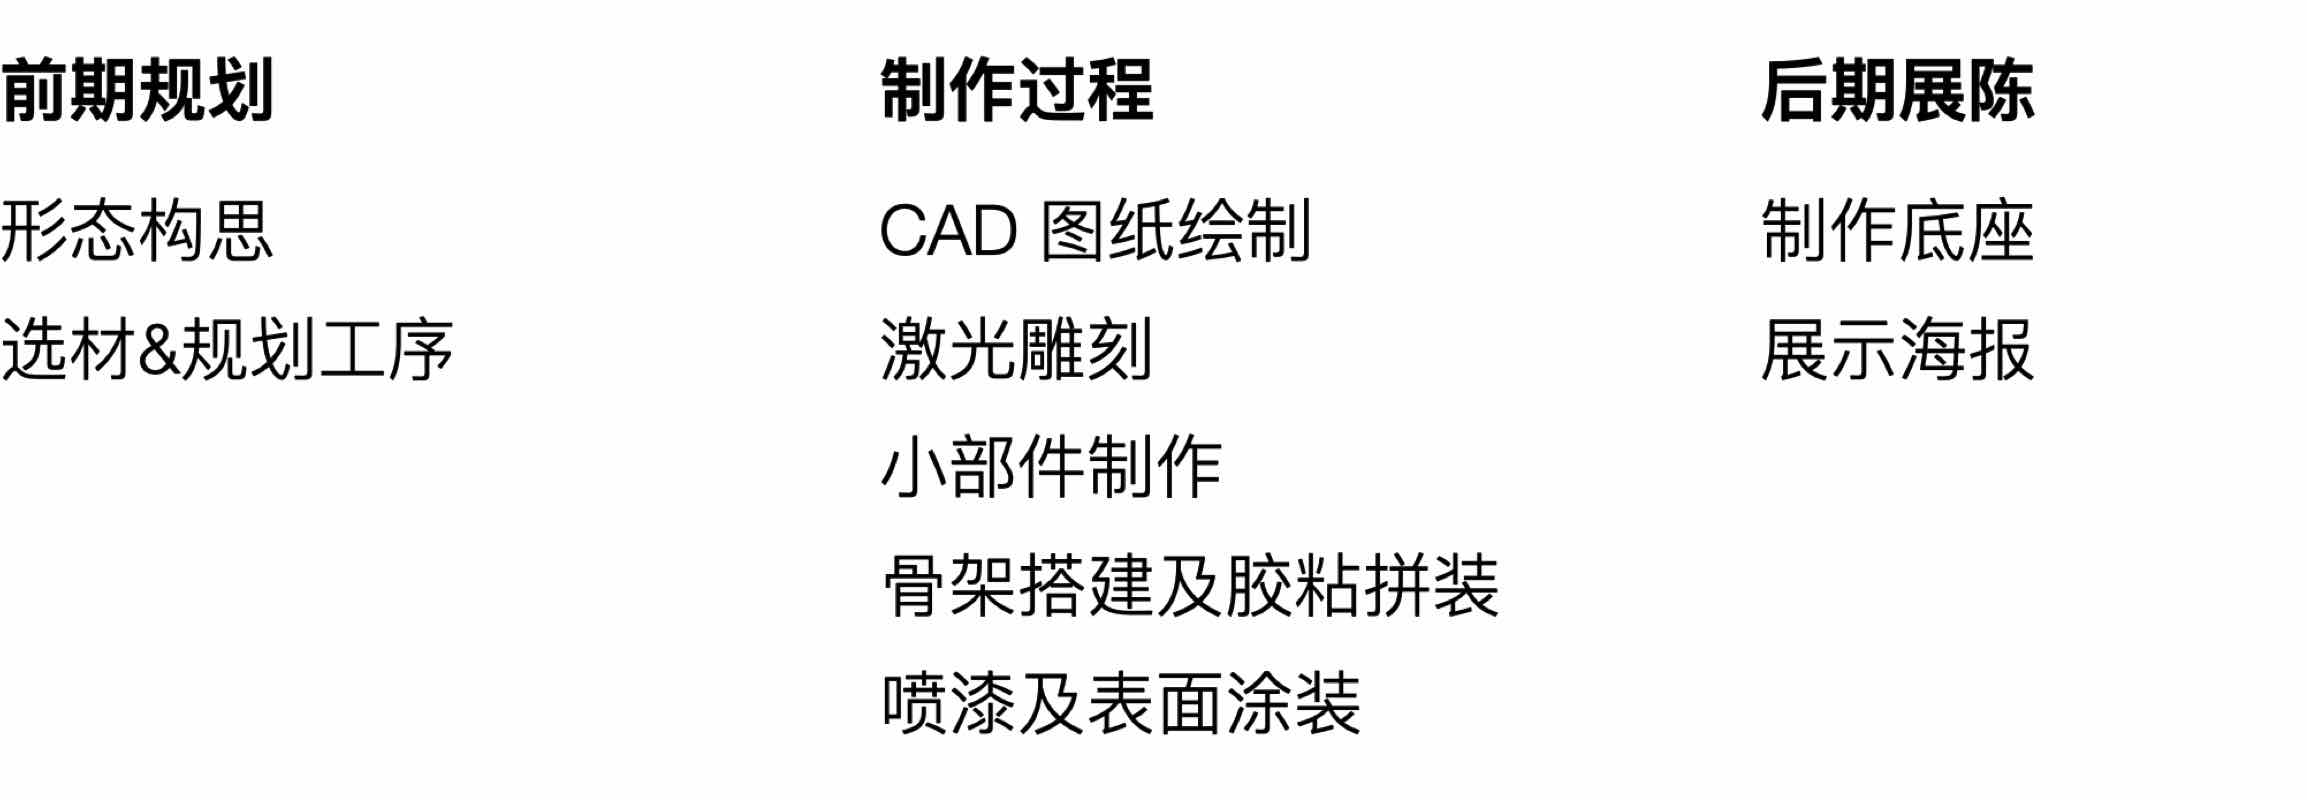 前期规划
形态构思
选材&规划工序
制作过程
CAD 图纸绘制
激光雕刻
小部件制作
骨架搭建及胶粘拼装
喷漆及表面涂装
后期展陈
制作底座
展示海报